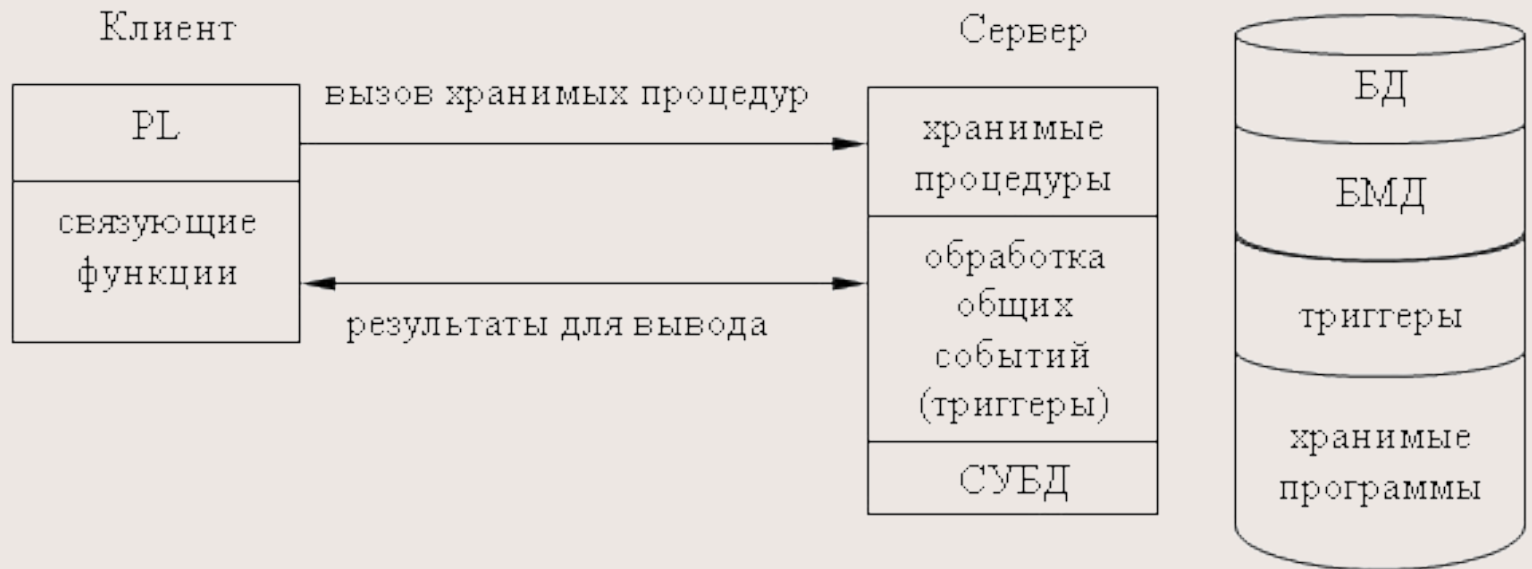 Клиент
PL
связующие
функции
вызов хранимых процедур
результаты для вывода
Сервер
хранимые
процедуры
обработка
общих
событий
(триггеры)
СУБД
БД
БМД
триггеры
хранимые
программы